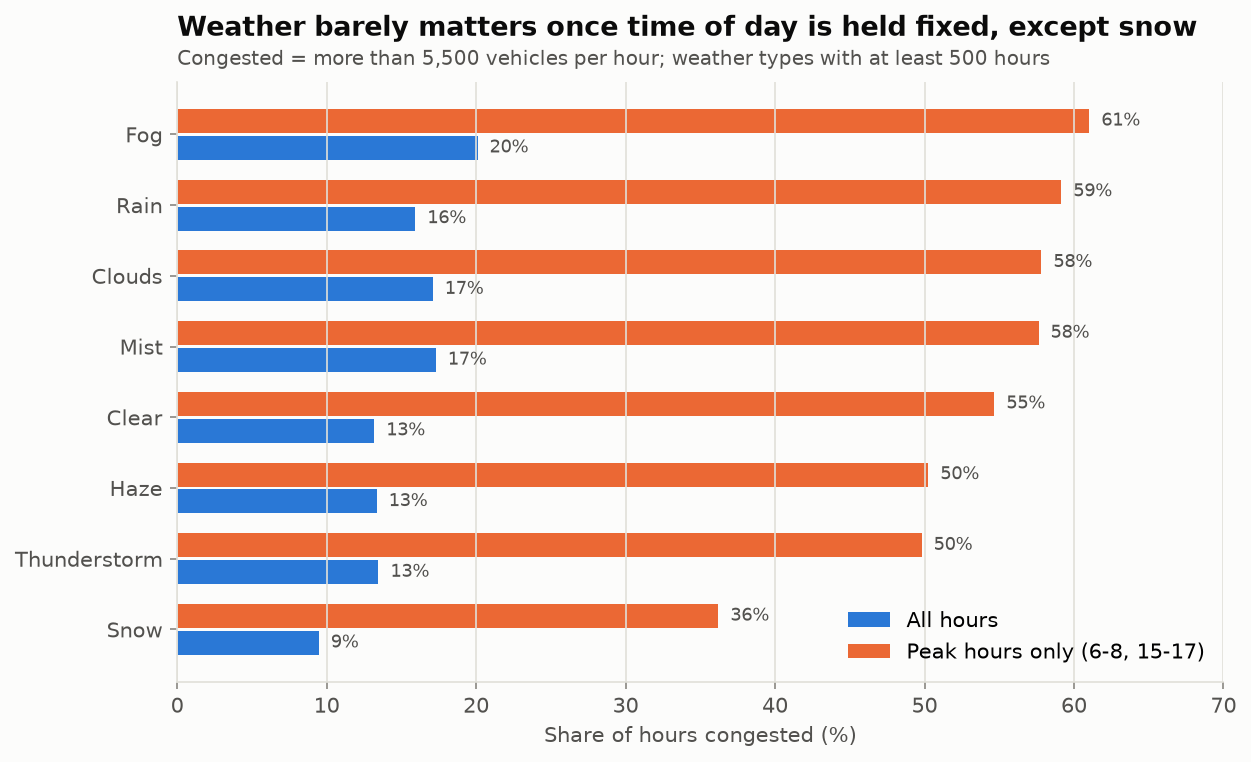 Weather barely matters once time of day is held fixed, except snow
Congested = more than 5,500 vehicles per hour; weather types with at least 500 hours
Fog
61%
20%
Rain
59%
16%
Clouds
58%
17%
Mist
58%
17%
Clear
55%
13%
Haze
50%
13%
Thunderstorm
50%
13%
Snow
36%
9%
All hours
Peak hours only (6-8, 15-17)
0 10 20 30 40 50 60 70
Share of hours congested (%)